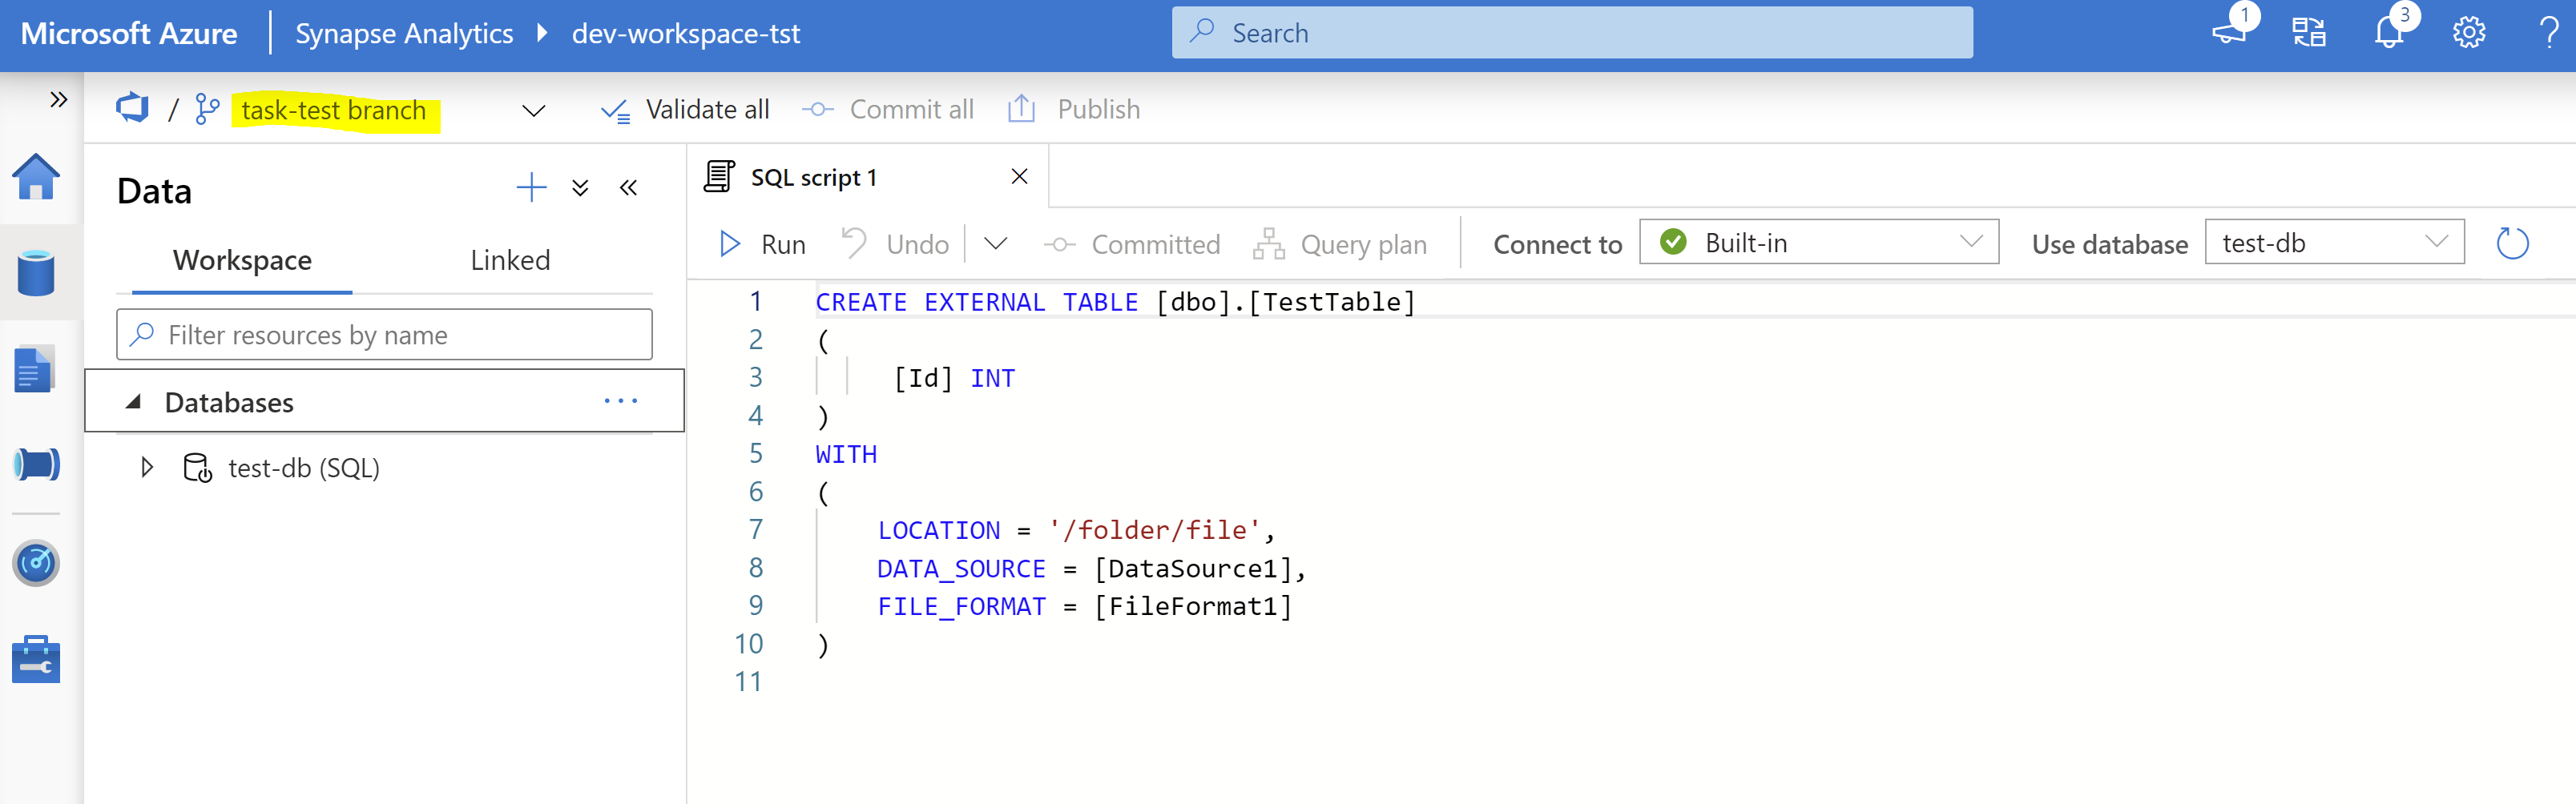 Microsoft Azure Synapse Analytics dev-workspace-tst Search 1 3 ?
/ task-test branch Validate all Commit all Publish
Data
Workspace Linked
Filter resources by name
Databases ...
test-db (SQL)
SQL script 1
Run Undo Committed Query plan Connect to Built-in Use database test-db
1 CREATE EXTERNAL TABLE [dbo].[TestTable]
2 (
3 [Id] INT
4 )
5 WITH
6 (
7 LOCATION = '/folder/file',
8 DATA_SOURCE = [DataSource1],
9 FILE_FORMAT = [FileFormat1]
10 )
11